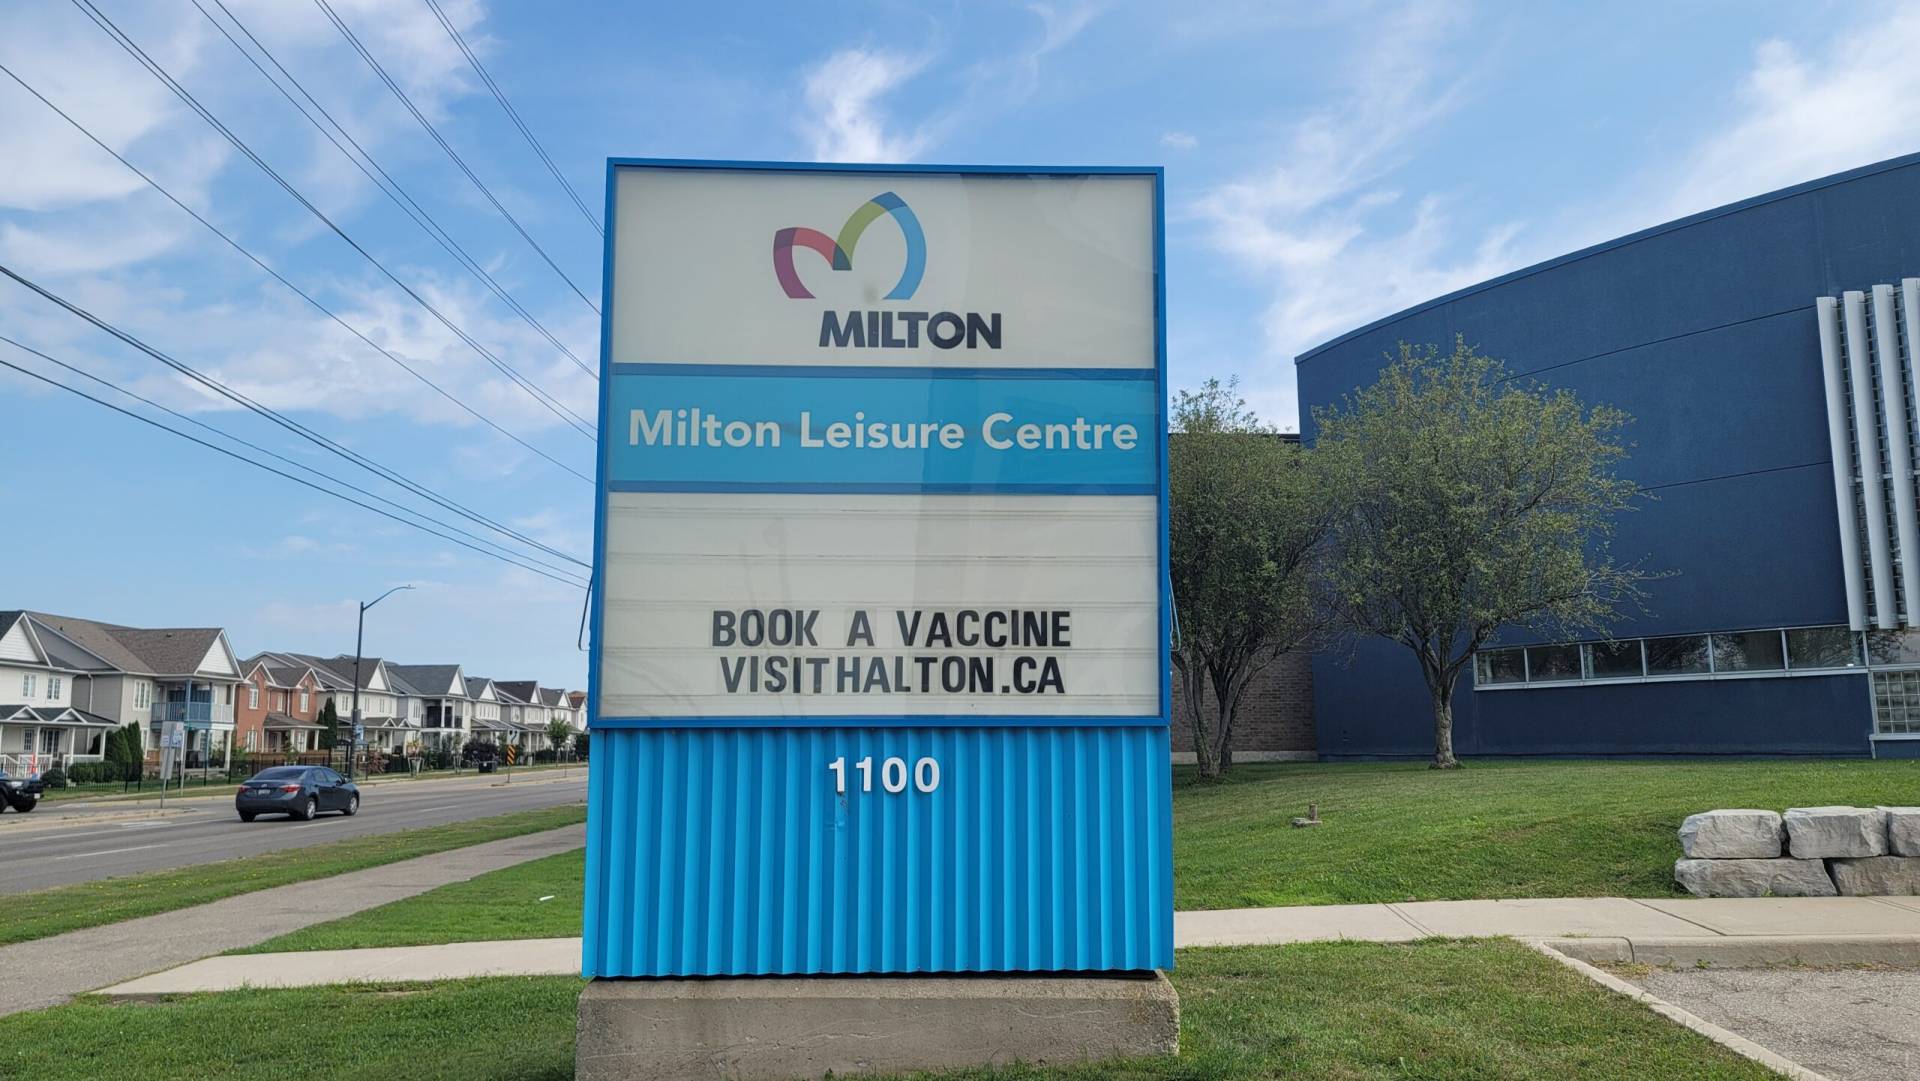 MILTON
Milton Leisure Centre
BOOK A VACCINE
VISITHALTON.CA
1100